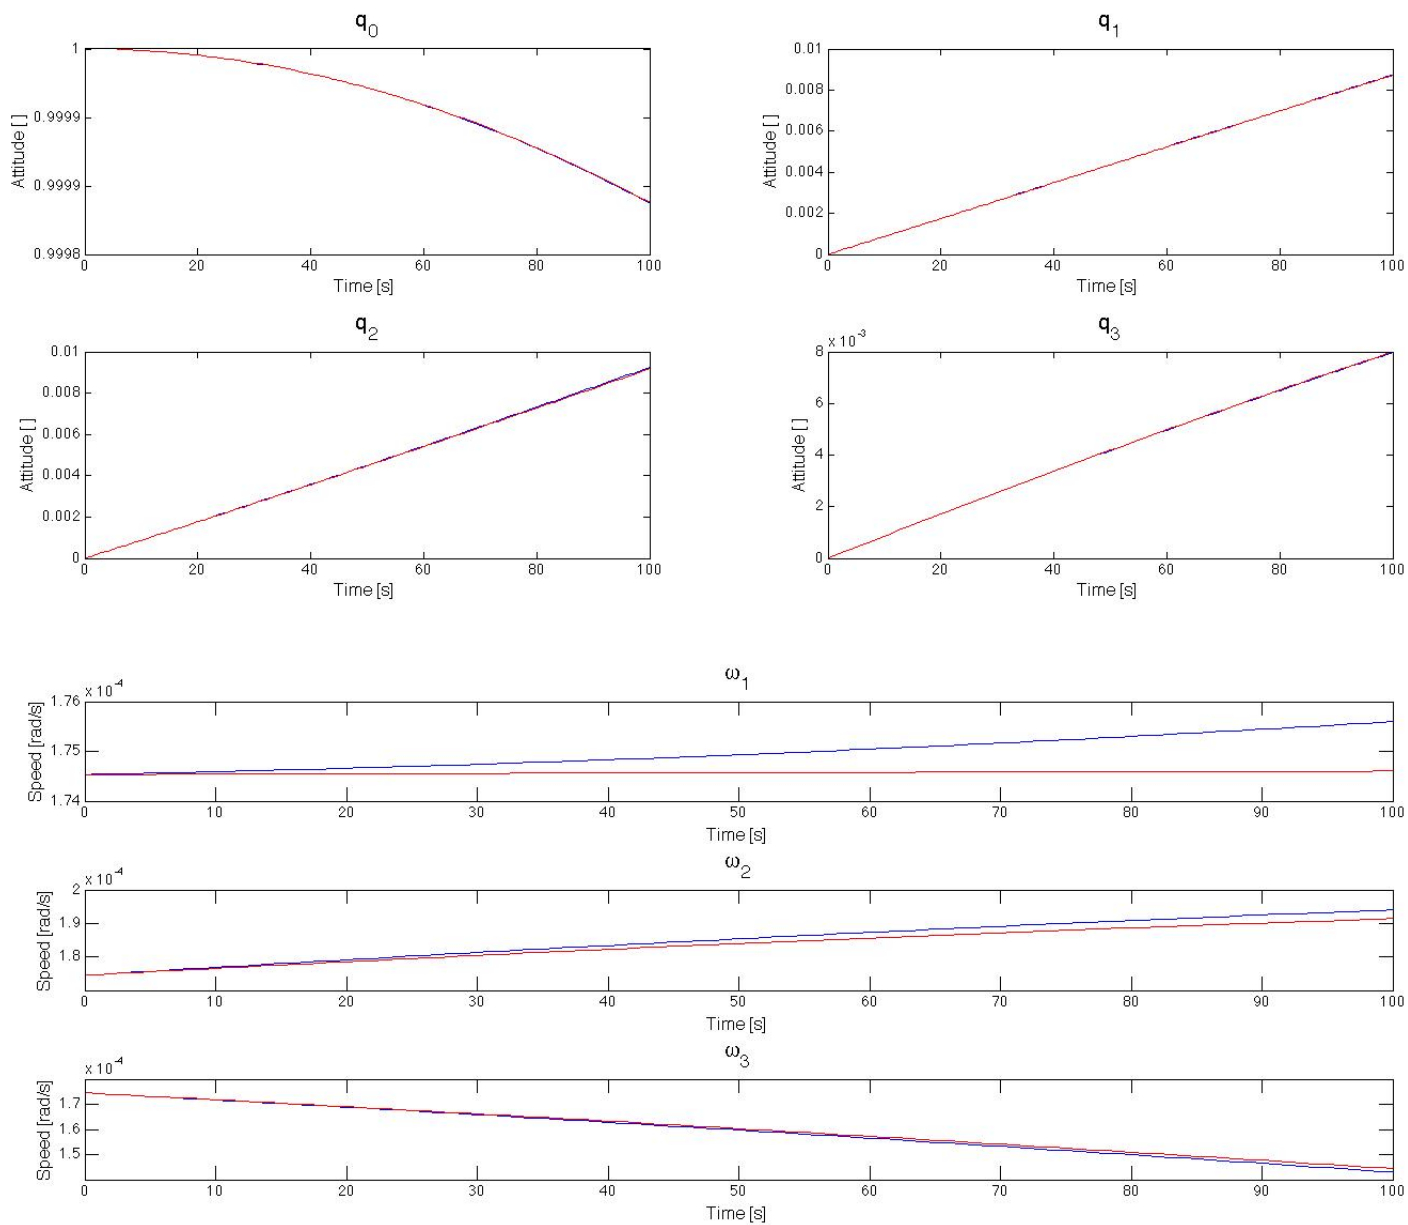 q0 q1
1
0.9999
0.9999
0.9998
Attitude [ ]
0 20 40 60 80 100
Time [s]
0.01
0.008
0.006
0.004
0.002
0
Attitude [ ]
0 20 40 60 80 100
Time [s]
q2 q3
0.01
0.008
0.006
0.004
0.002
0
Attitude [ ]
0 20 40 60 80 100
Time [s]
x 10-3
8
6
4
2
0
Attitude [ ]
0 20 40 60 80 100
Time [s]
ω1
x 10-4
1.76
1.75
1.74
Speed [rad/s]
0 10 20 30 40 50 60 70 80 90 100
Time [s]
ω2
x 10-4
2
1.9
1.8
Speed [rad/s]
0 10 20 30 40 50 60 70 80 90 100
Time [s]
ω3
x 10-4
1.7
1.6
1.5
Speed [rad/s]
0 10 20 30 40 50 60 70 80 90 100
Time [s]